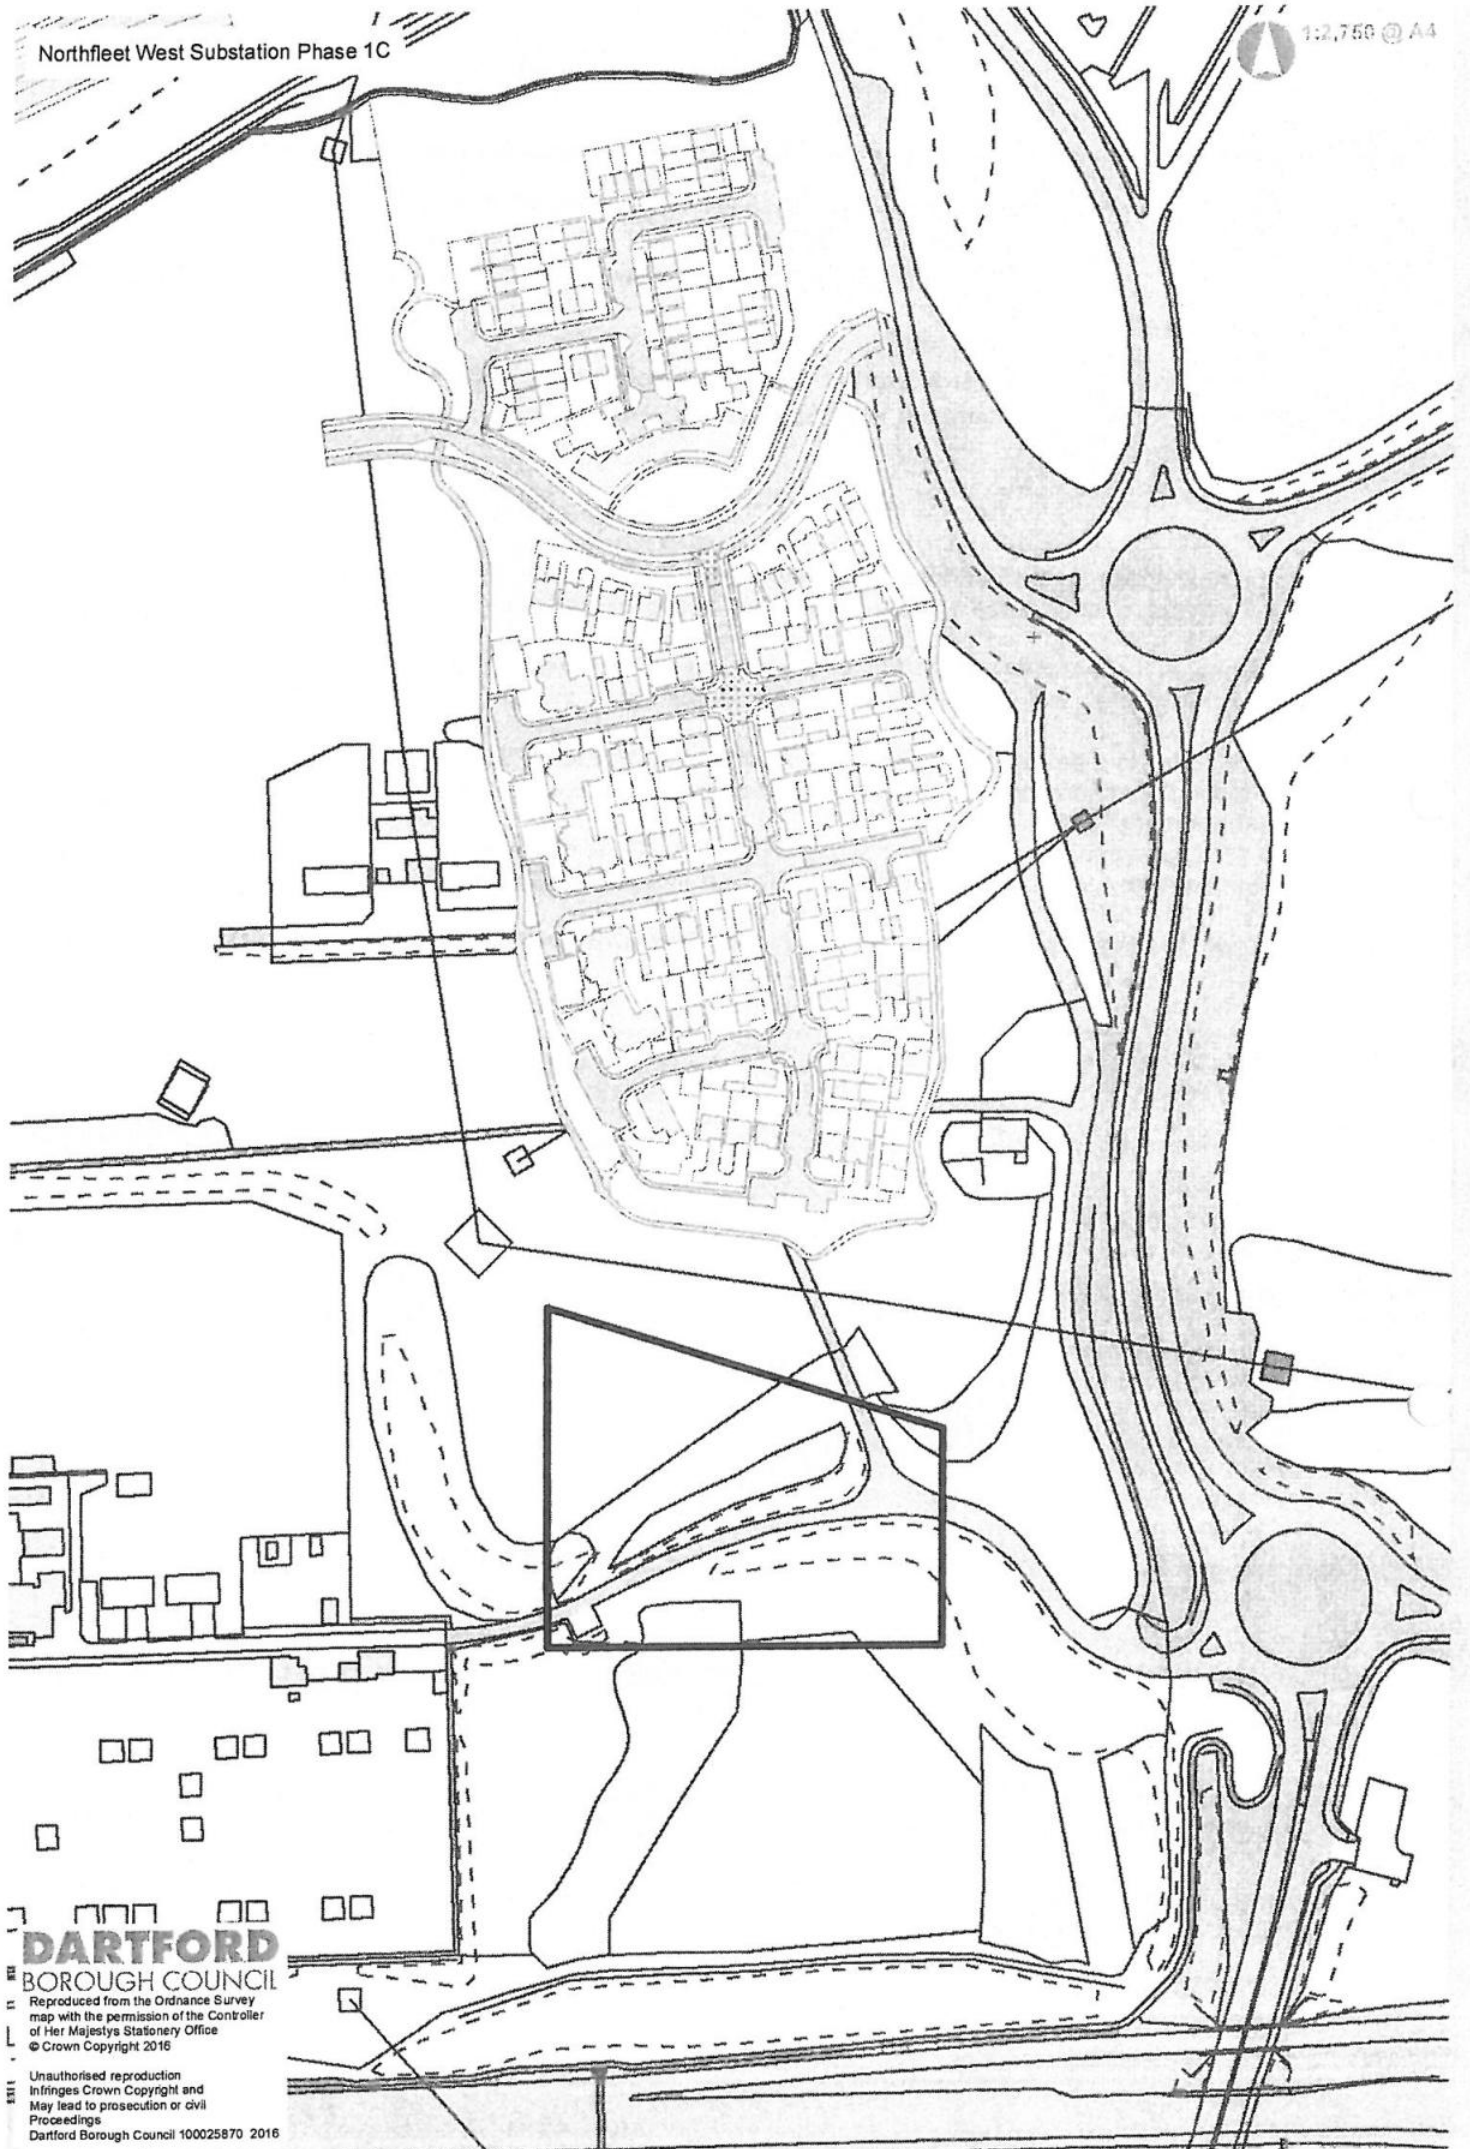 Northfleet West Substation Phase 1C
1:2,750 @ A4
DARTFORD
BOROUGH COUNCIL
Reproduced from the Ordnance Survey
map with the permission of the Controller
of Her Majestys Stationery Office
© Crown Copyright 2016
Unauthorised reproduction
Infringes Crown Copyright and
May lead to prosecution or civil
Proceedings
Dartford Borough Council 100025870 2016